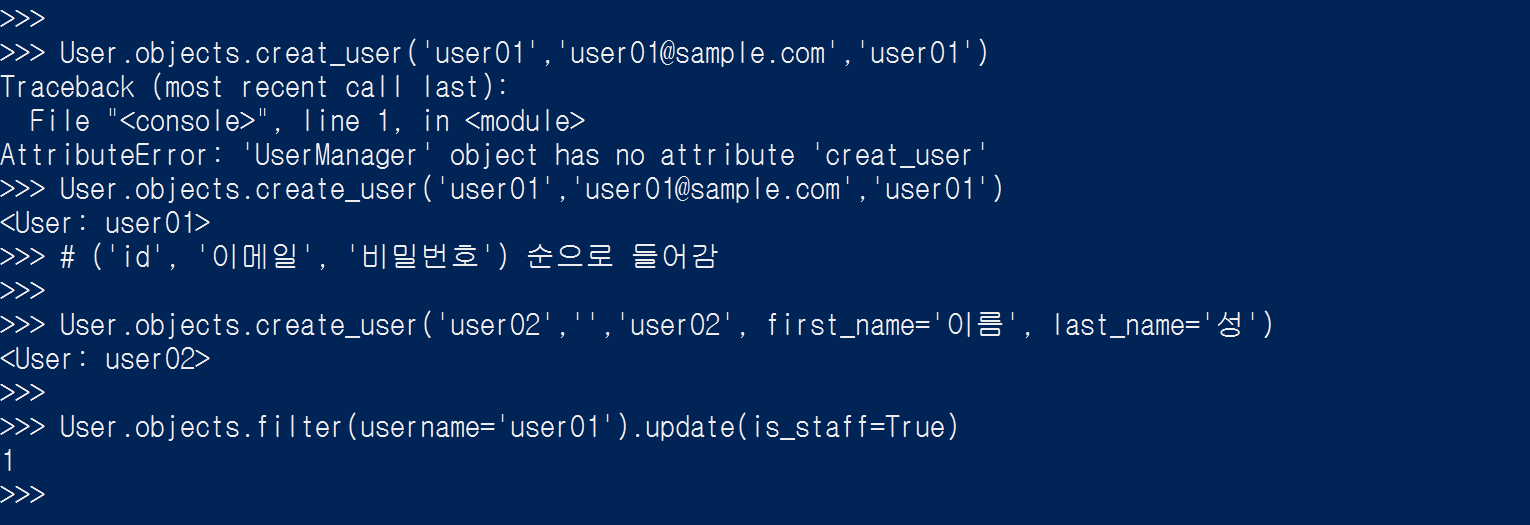 >>>
>>> User.objects.creat_user('user01','user01@sample.com','user01')
Traceback (most recent call last):
  File "<console>", line 1, in <module>
AttributeError: 'UserManager' object has no attribute 'creat_user'
>>> User.objects.create_user('user01','user01@sample.com','user01')
<User: user01>
>>> # ('id', '이메일', '비밀번호') 순으로 들어감
>>>
>>> User.objects.create_user('user02','','user02', first_name='이름', last_name='성')
<User: user02>
>>>
>>> User.objects.filter(username='user01').update(is_staff=True)
1
>>>